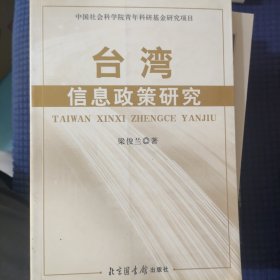 中国社会科学院青年科研基金研究项目
台湾
信息政策研究
TAIWAN XINXI ZHENGCE YANJIU
梁俊兰◎著
北京图书馆出版社